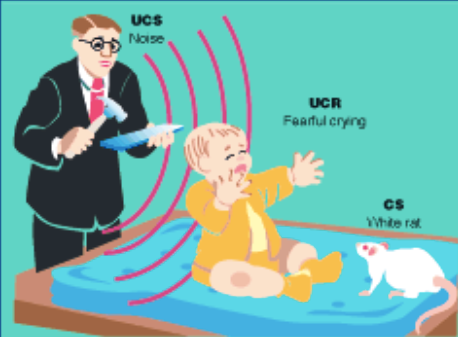 UCS
Noise
UCR
Fearful crying
CS
White rat